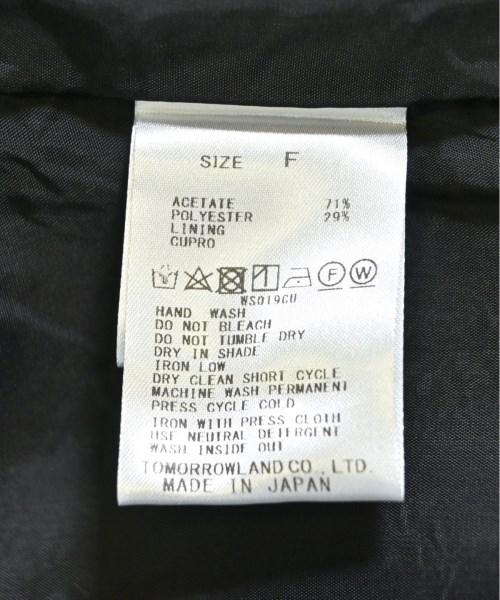 SIZE F
ACETATE 71%
POLYESTER 29%
LINING
CUPRO
F W
WS019CU
HAND WASH
DO NOT BLEACH
DO NOT TUMBLE DRY
DRY IN SHADE
IRON LOW
DRY CLEAN SHORT CYCLE
MACHINE WASH PERMANENT
PRESS CYCLE COLD
IRON WITH PRESS CLOTH
USE NEUTRAL DETERGENT
WASH INSIDE OUT
TOMORROWLAND CO., LTD.
MADE IN JAPAN